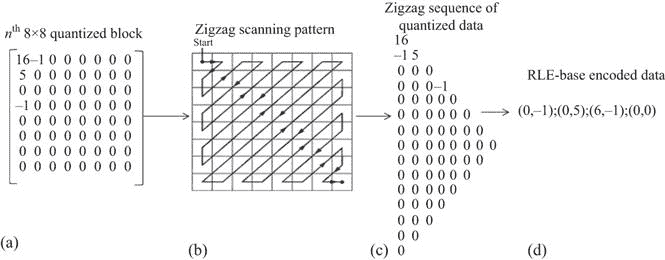 nth 8×8 quantized block
16 –1 0 0 0 0 0 0
5 0 0 0 0 0 0 0
0 0 0 0 0 0 0 0
–1 0 0 0 0 0 0 0
0 0 0 0 0 0 0 0
0 0 0 0 0 0 0 0
0 0 0 0 0 0 0 0
0 0 0 0 0 0 0 0
(a)
Zigzag scanning pattern
Start
(b)
Zigzag sequence of
quantized data
16
–1 5
0 0 0
0 0 0 –1
0 0 0 0 0
0 0 0 0 0 0
0 0 0 0 0 0 0
0 0 0 0 0 0 0 0
0 0 0 0 0 0 0
0 0 0 0 0 0
0 0 0 0 0
0 0 0 0
0 0 0
0 0
0
(c)
RLE-base encoded data
(0,–1);(0,5);(6,–1);(0,0)
(d)